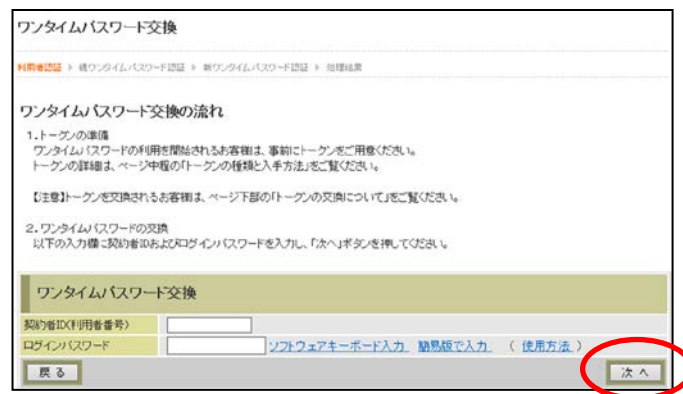 ワンタイムパスワード交換
利用者認証 > 旧ワンタイムパスワード認証 > 新ワンタイムパスワード認証 > 処理結果
ワンタイムパスワード交換の流れ
1.トークンの準備
ワンタイムパスワードの利用を開始されるお客様は、事前にトークンをご用意ください。
トークンの詳細は、ページ中程の「トークンの種類と入手方法」をご覧ください。
【注意】トークンを交換されるお客様は、ページ下部の「トークンの交換について」をご覧ください。
2.ワンタイムパスワードの交換
以下の入力欄に契約者IDおよびログインパスワードを入力し、「次へ」ボタンを押してください。
ワンタイムパスワード交換
契約者ID(利用者番号)
ログインパスワード ソフトウェアキーボード入力 簡易版で入力 ( 使用方法 )
戻る 次へ